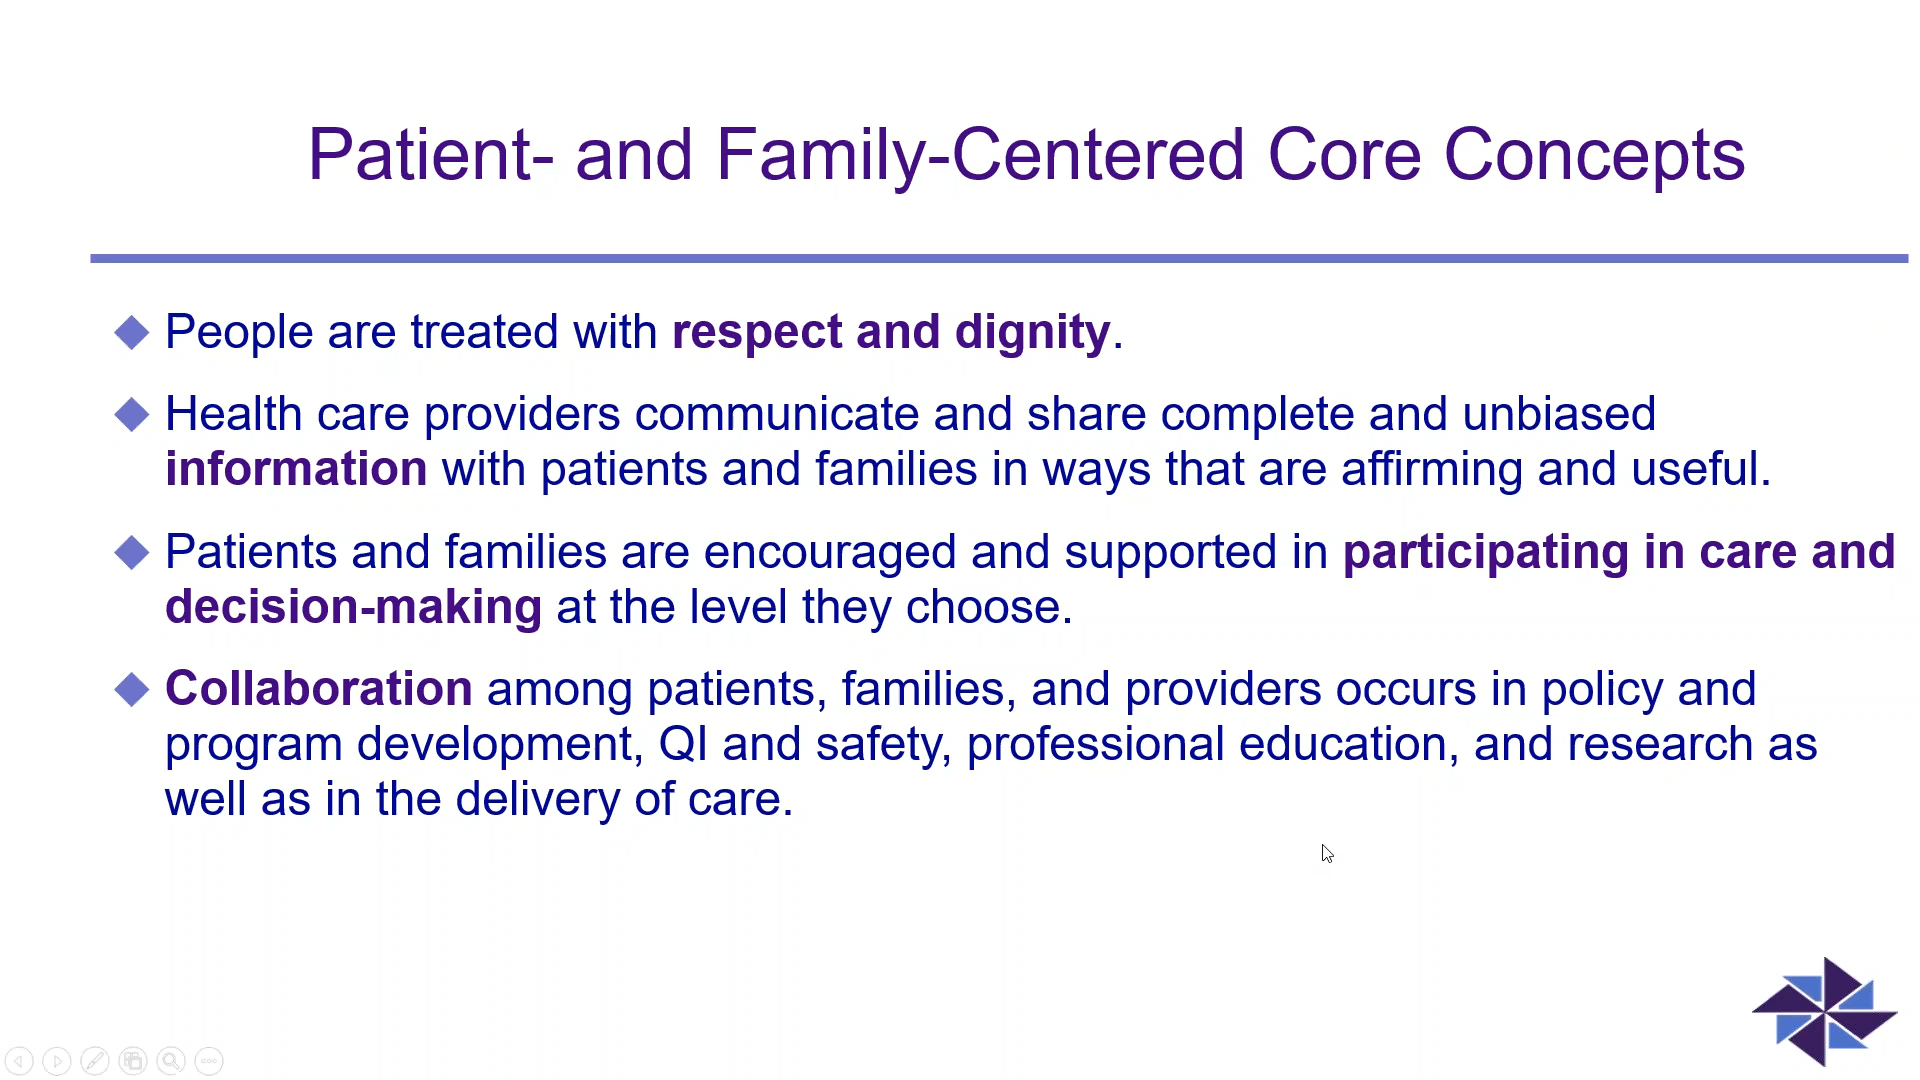 Patient- and Family-Centered Core Concepts
People are treated with respect and dignity.
Health care providers communicate and share complete and unbiased
information with patients and families in ways that are affirming and useful.
Patients and families are encouraged and supported in participating in care and
decision-making at the level they choose.
Collaboration among patients, families, and providers occurs in policy and
program development, QI and safety, professional education, and research as
well as in the delivery of care.